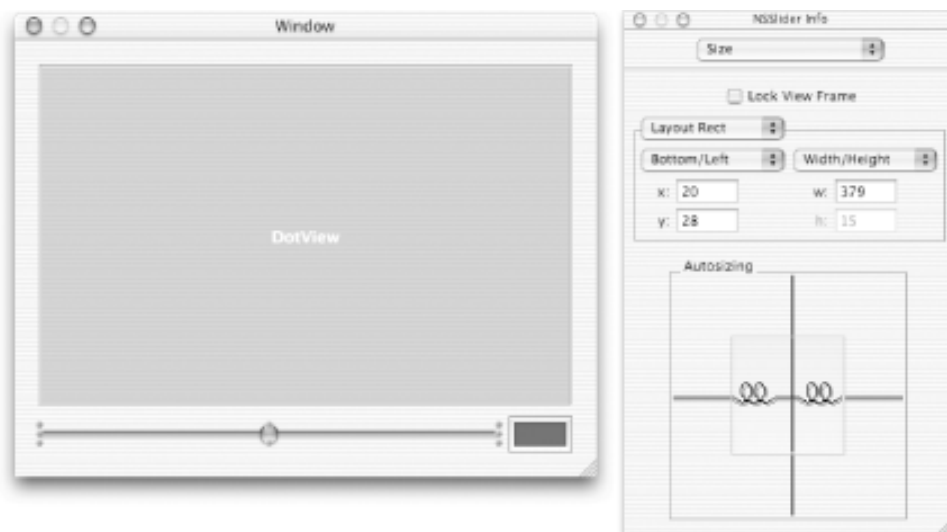 Window
DotView
NSSlider Info
Size
Lock View Frame
Layout Rect
Bottom/Left
Width/Height
x: 20
w: 379
y: 28
h: 15
Autosizing